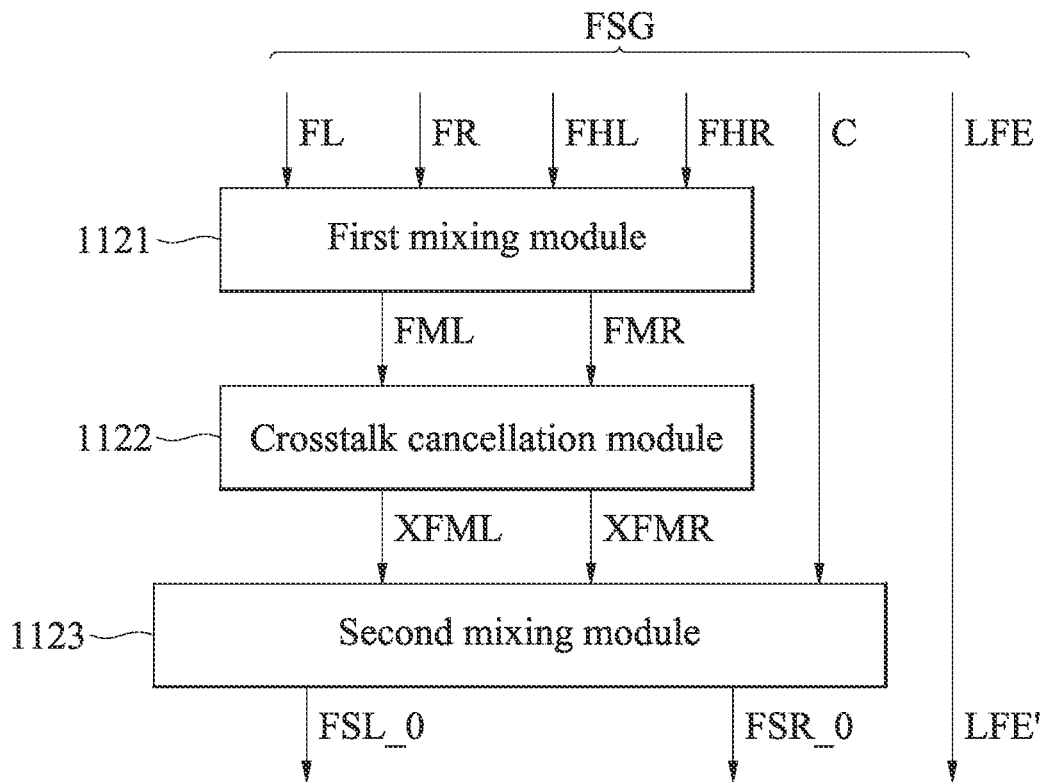 FSG
FL FR FHL FHR C LFE
1121 First mixing module
FML FMR
1122 Crosstalk cancellation module
XFML XFMR
1123 Second mixing module
FSL_0 FSR_0 LFE'